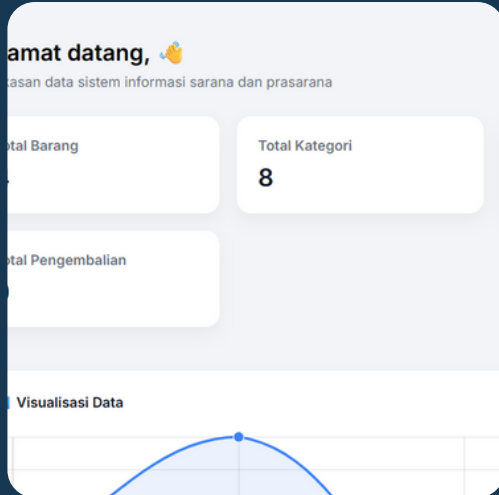 amat datang, 👋
kasan data sistem informasi sarana dan prasarana
otal Barang
Total Kategori
8
otal Pengembalian
Visualisasi Data